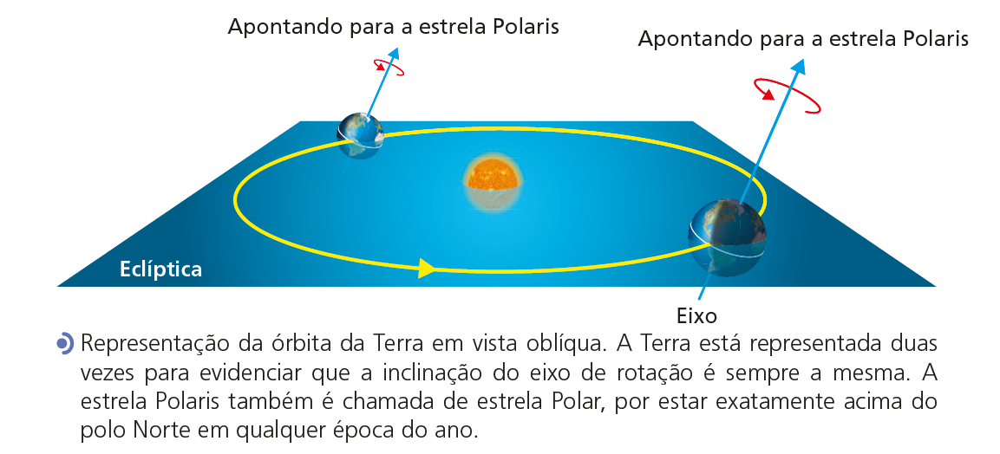 Apontando para a estrela Polaris
Apontando para a estrela Polaris
Eclíptica
Eixo
Representação da órbita da Terra em vista oblíqua. A Terra está representada duas
vezes para evidenciar que a inclinação do eixo de rotação é sempre a mesma. A
estrela Polaris também é chamada de estrela Polar, por estar exatamente acima do
polo Norte em qualquer época do ano.